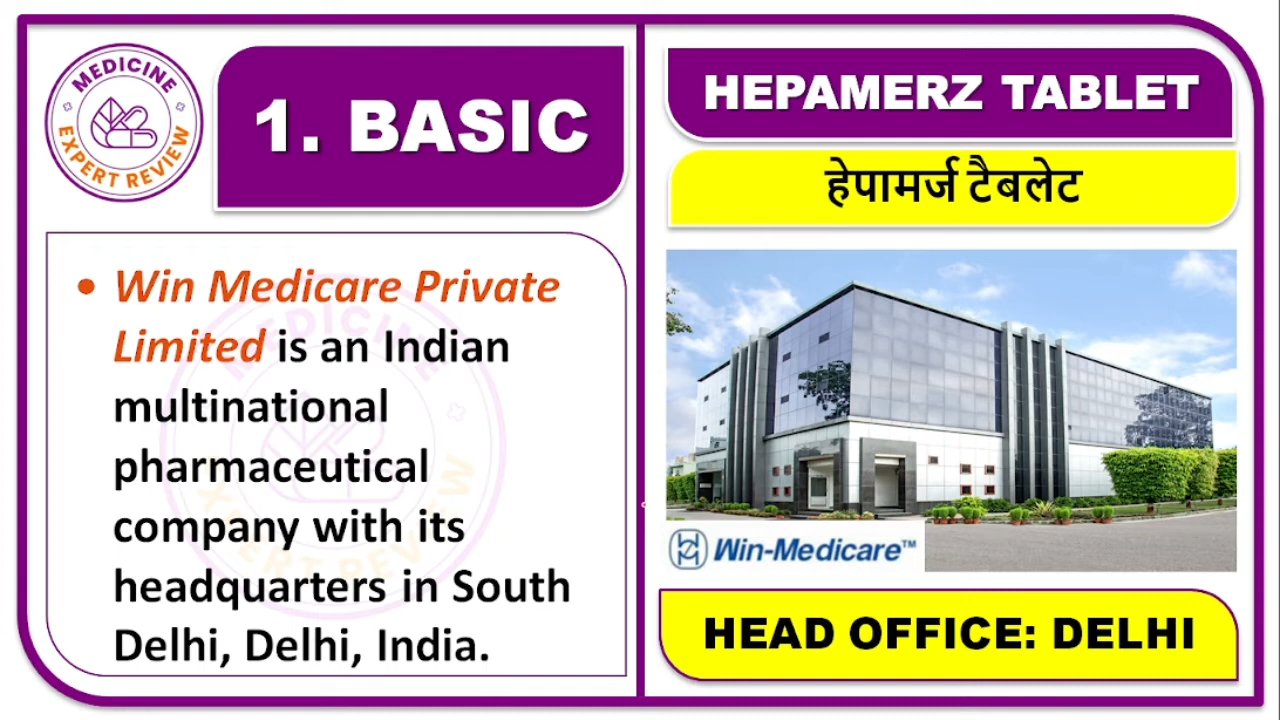 MEDICINE
EXPERT REVIEW
1. BASIC
• Win Medicare Private
Limited is an Indian
multinational
pharmaceutical
company with its
headquarters in South
Delhi, Delhi, India.
HEPAMERZ TABLET
हेपामर्ज टैबलेट
Win-Medicare™
HEAD OFFICE: DELHI